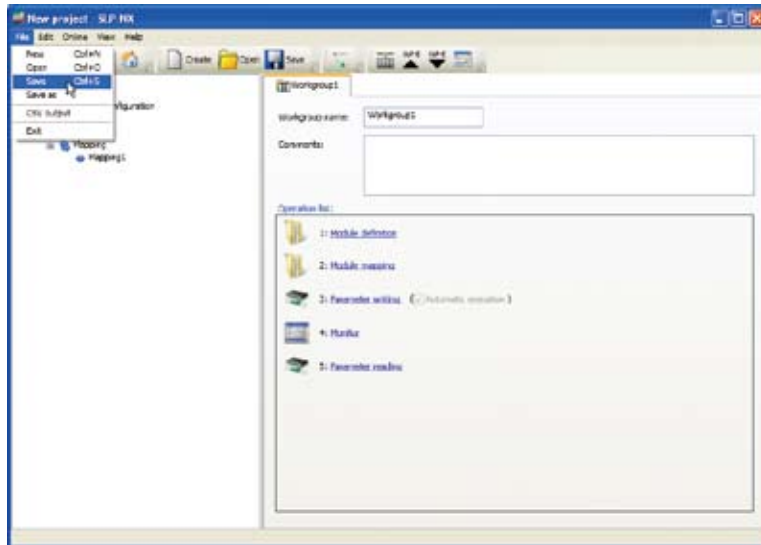 New project - SLP-NX
File Edit Online View Help
New Ctrl+N
Open Ctrl+O
Save Ctrl+S
Save as
CSV output
Exit
Create Open Save
Mapping
Mapping1
Workgroup1
Workgroup name: Workgroup1
Comments:
Operation list:
1: Module definition
2: Module mapping
3: Parameter writing ( Automatic execution )
4: Monitor
5: Parameter reading